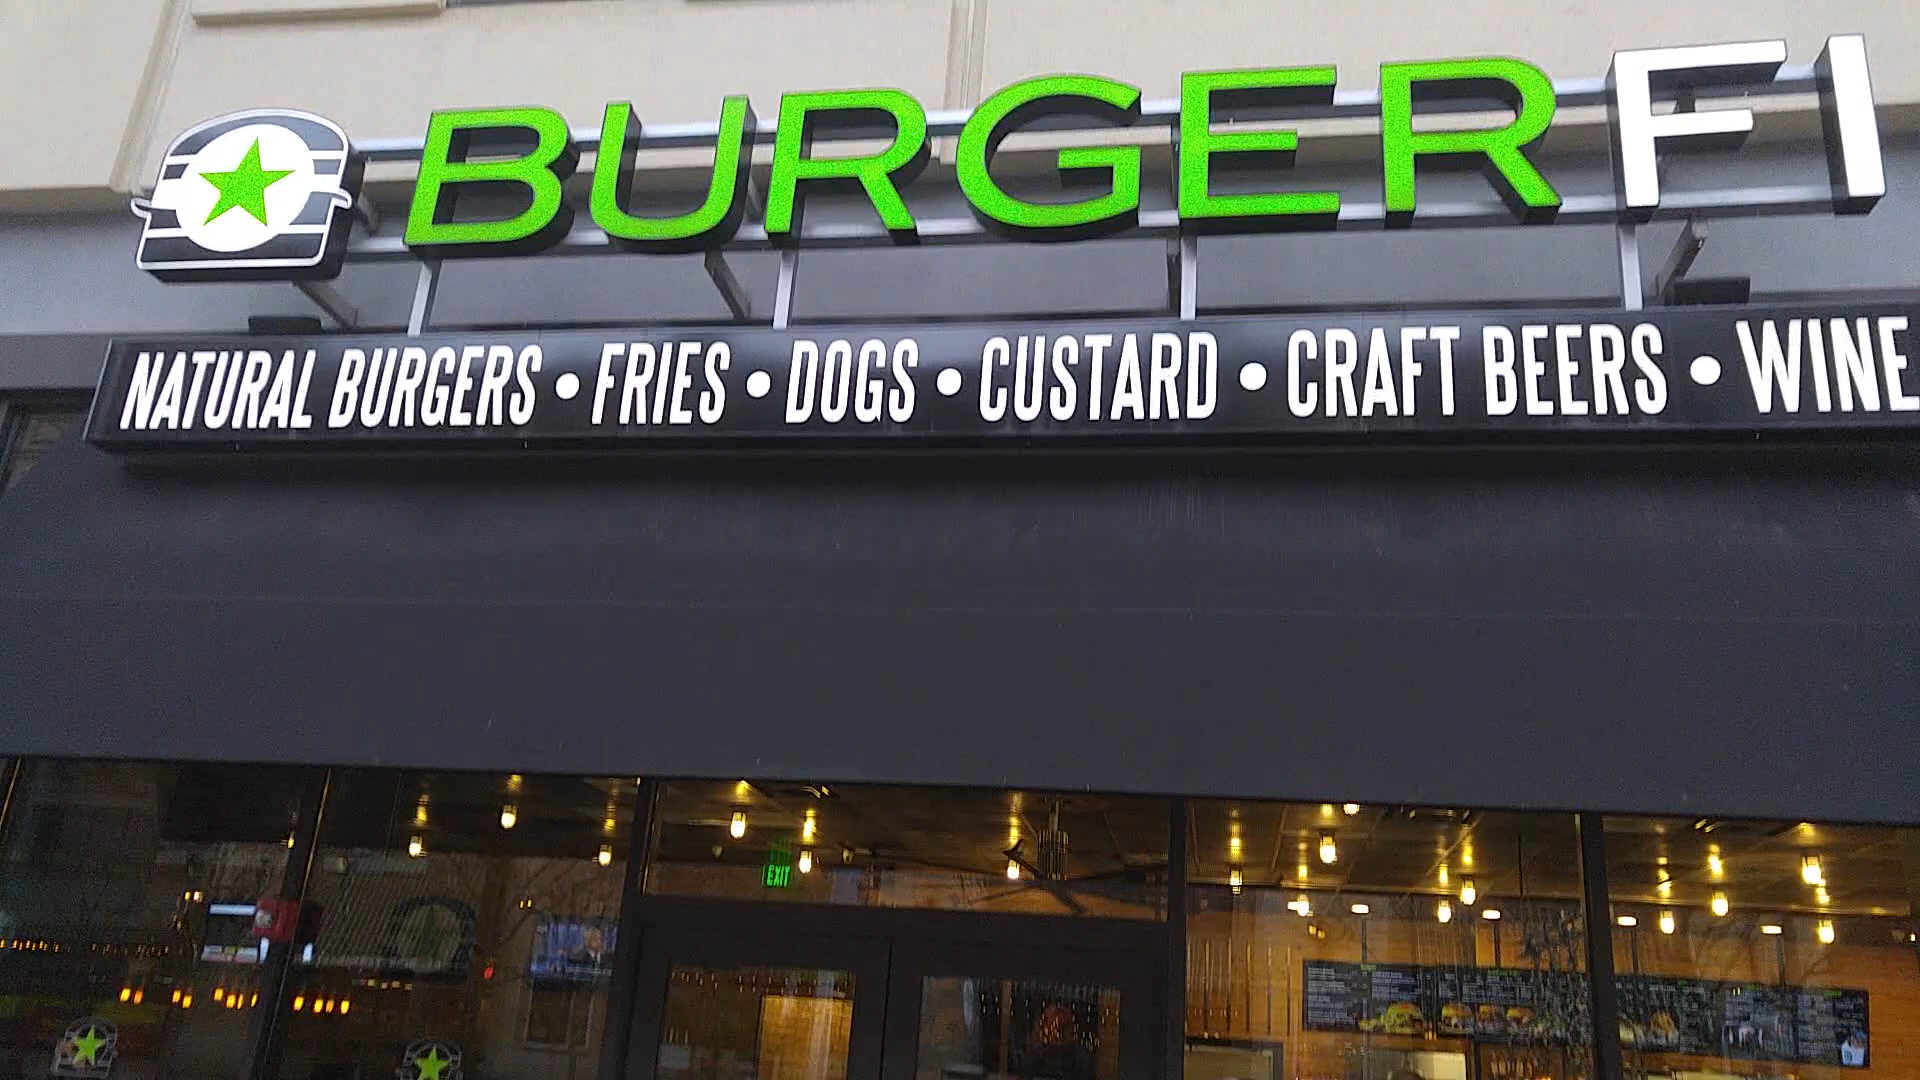 BURGERFI
NATURAL BURGERS • FRIES • DOGS • CUSTARD • CRAFT BEERS • WINE
EXIT